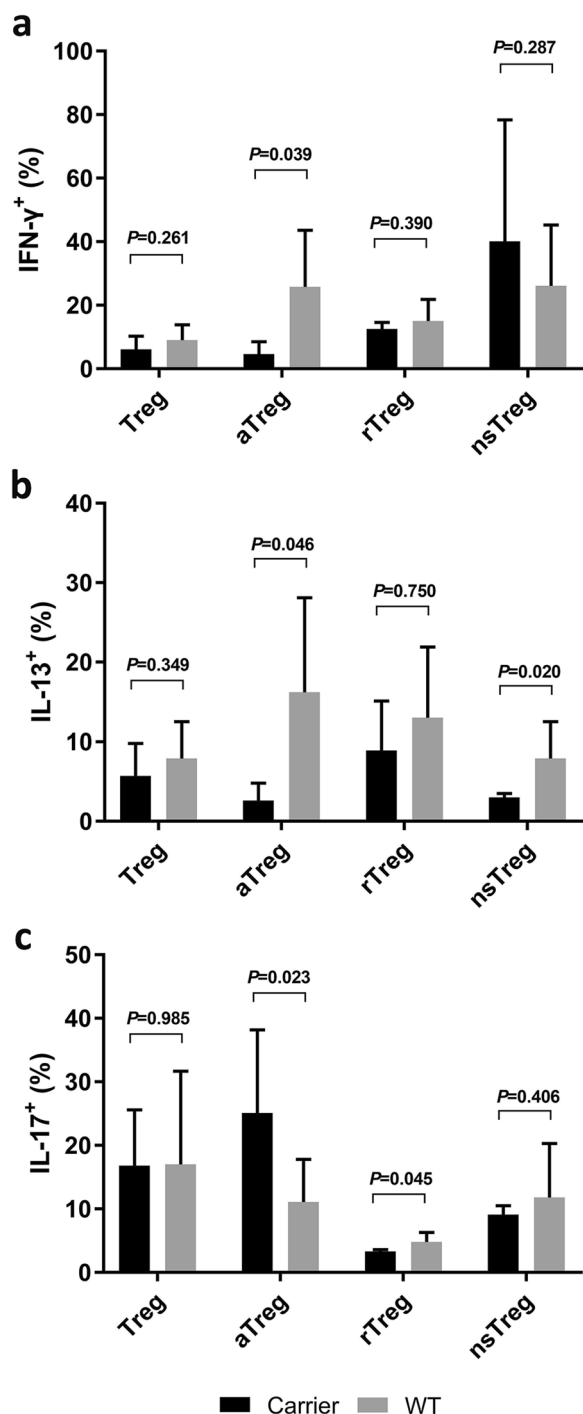 a
IFN-γ⁺ (%)
100
80
60
40
20
0
P=0.261
P=0.039
P=0.390
P=0.287
Treg
aTreg
rTreg
nsTreg
b
IL-13⁺ (%)
40
30
20
10
0
P=0.349
P=0.046
P=0.750
P=0.020
Treg
aTreg
rTreg
nsTreg
c
IL-17⁺ (%)
50
40
30
20
10
0
P=0.985
P=0.023
P=0.045
P=0.406
Treg
aTreg
rTreg
nsTreg
Carrier WT